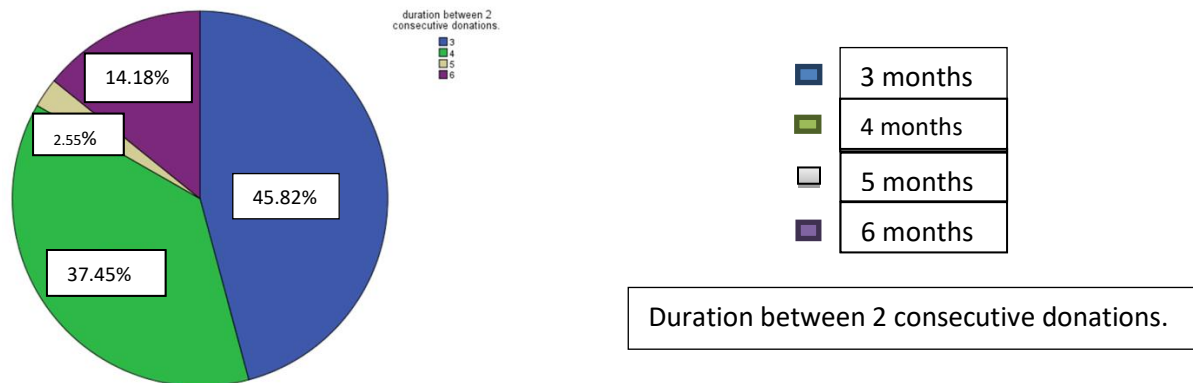 duration between 2
consecutive donations.
3
4
5
6
14.18%
2.55%
45.82%
37.45%
3 months
4 months
5 months
6 months
Duration between 2 consecutive donations.